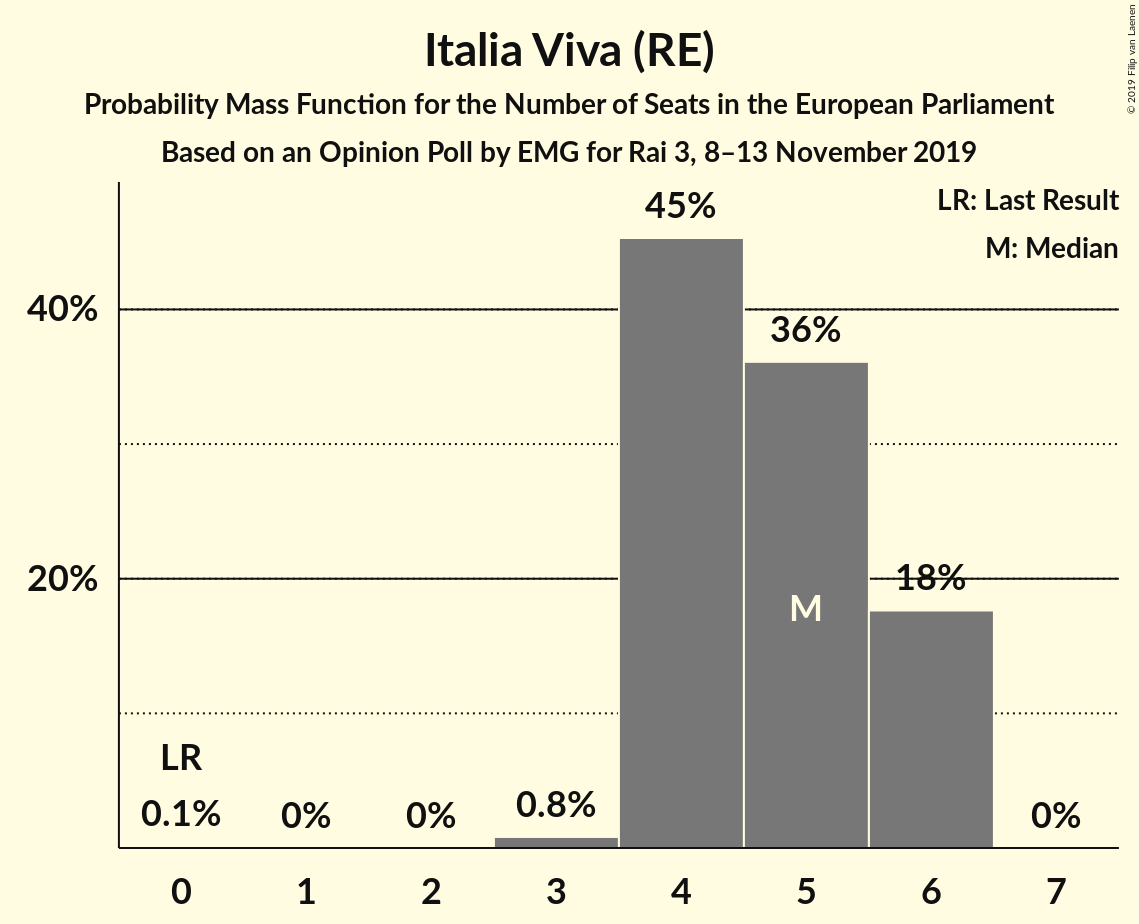 Italia Viva (RE)
Probability Mass Function for the Number of Seats in the European Parliament
Based on an Opinion Poll by EMG for Rai 3, 8–13 November 2019
© 2019 Filip van Laenen
LR: Last Result
M: Median
45%
40%
36%
20%
18%
M
LR
0.1%
0%
0%
0.8%
0%
0 1 2 3 4 5 6 7